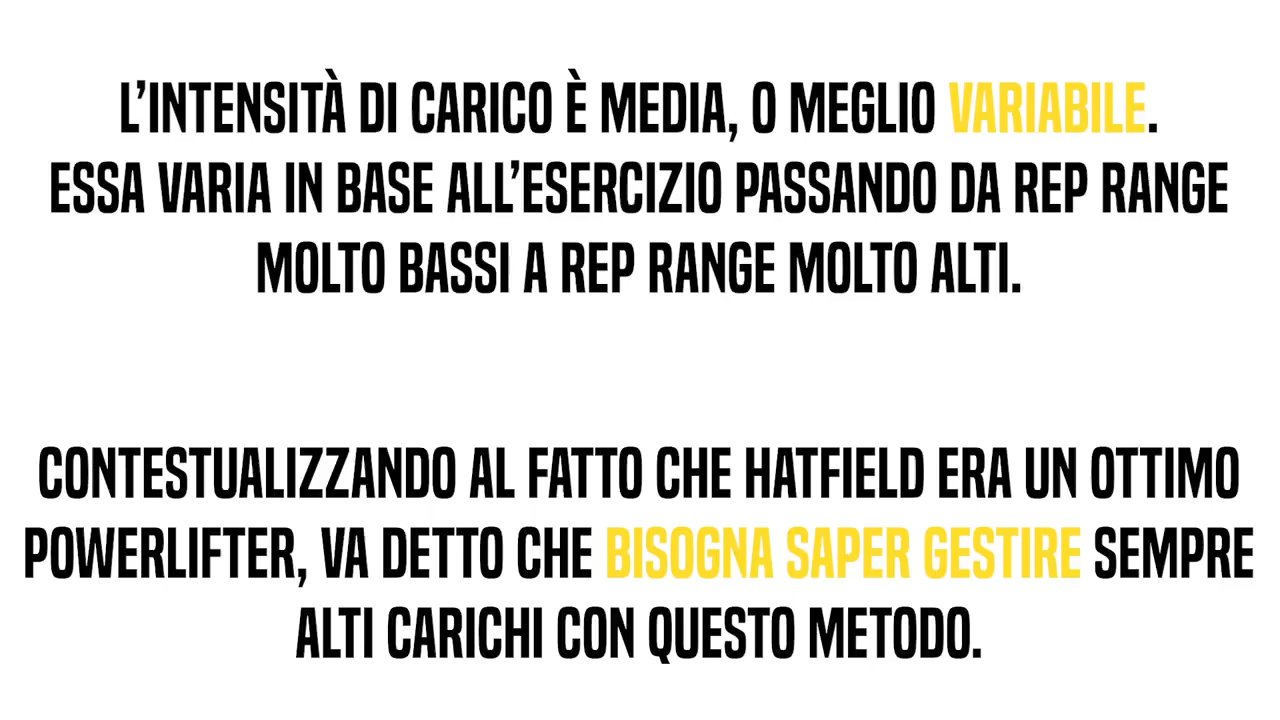 L'INTENSITÀ DI CARICO È MEDIA, O MEGLIO VARIABILE.
ESSA VARIA IN BASE ALL'ESERCIZIO PASSANDO DA REP RANGE
MOLTO BASSI A REP RANGE MOLTO ALTI.
CONTESTUALIZZANDO AL FATTO CHE HATFIELD ERA UN OTTIMO
POWERLIFTER, VA DETTO CHE BISOGNA SAPER GESTIRE SEMPRE
ALTI CARICHI CON QUESTO METODO.